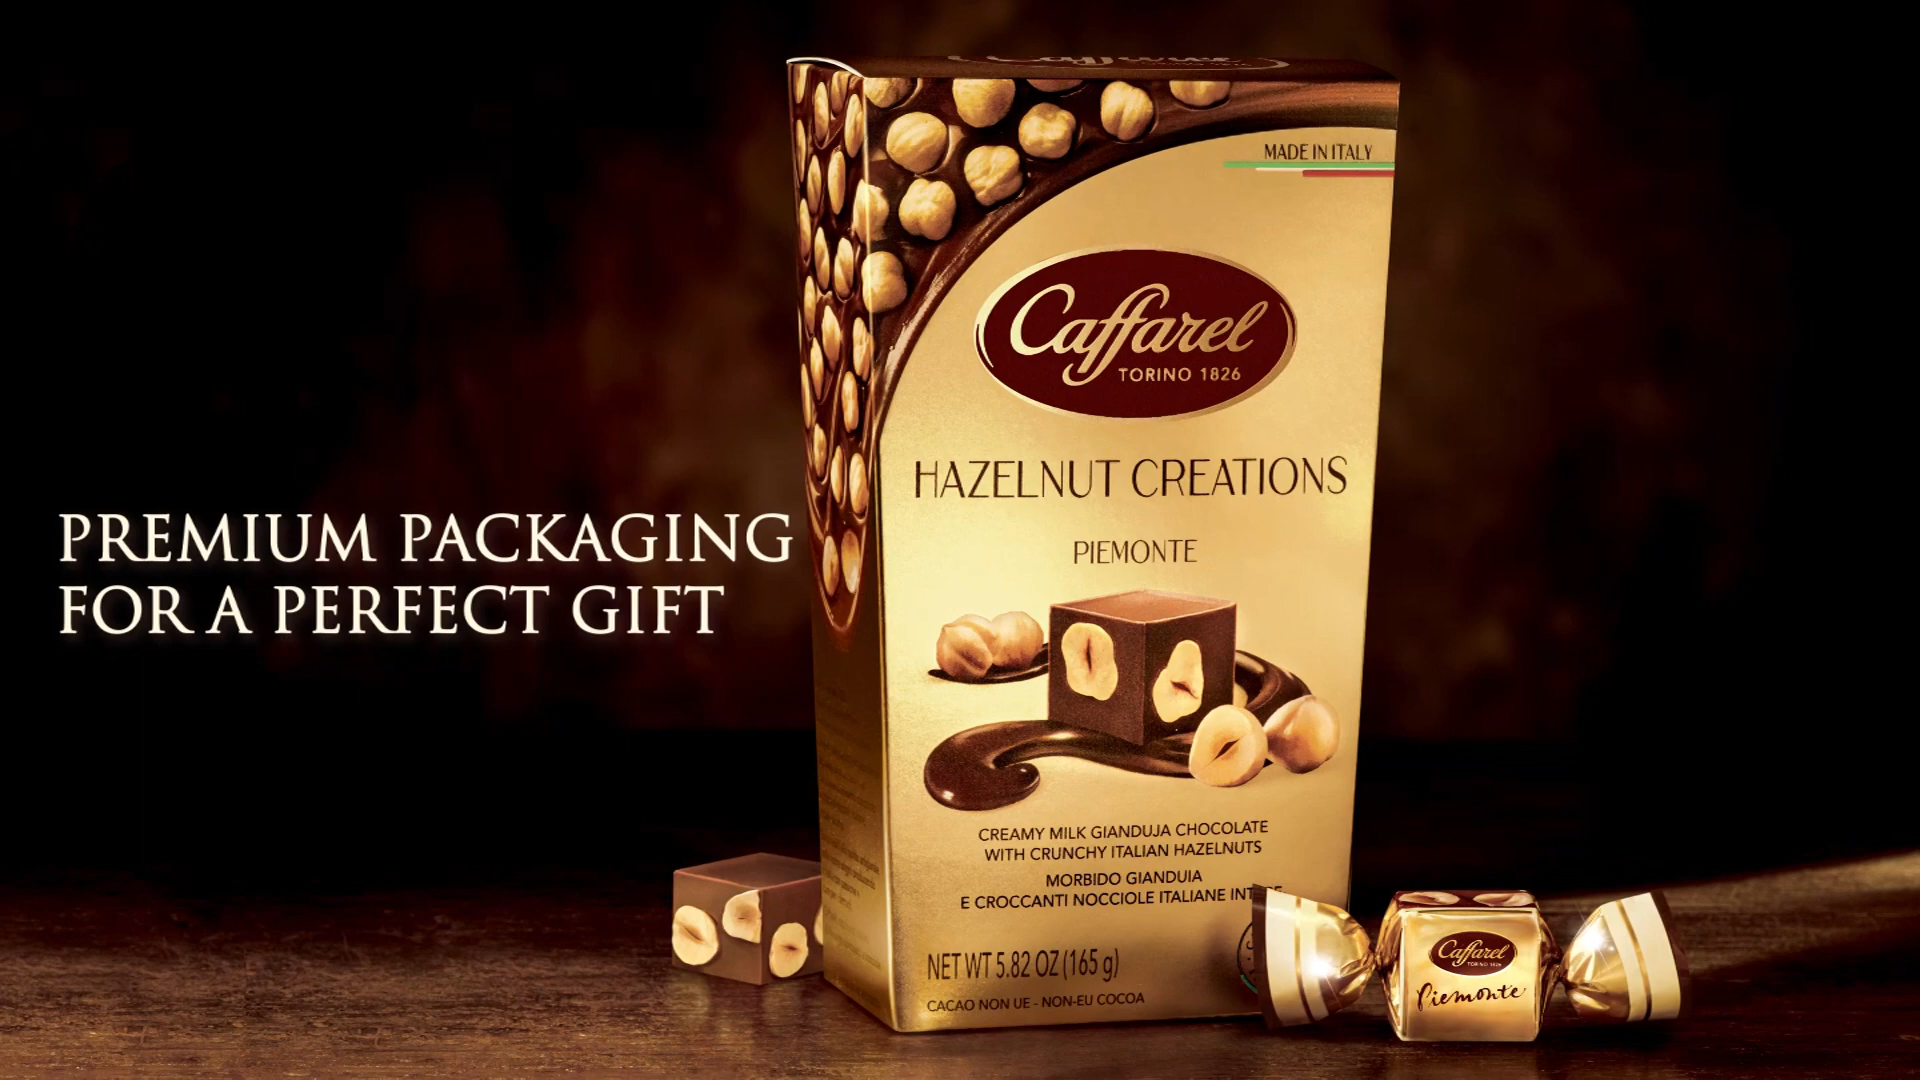 PREMIUM PACKAGING
FOR A PERFECT GIFT
MADE IN ITALY
Caffarel
TORINO 1826
HAZELNUT CREATIONS
PIEMONTE
CREAMY MILK GIANDUJA CHOCOLATE
WITH CRUNCHY ITALIAN HAZELNUTS
MORBIDO GIANDUIA
E CROCCANTI NOCCIOLE ITALIANE
NET WT 5.82 OZ (165 g)
CACAO NON UE - NON-EU COCOA
Caffarel
TORINO 1826
Piemonte